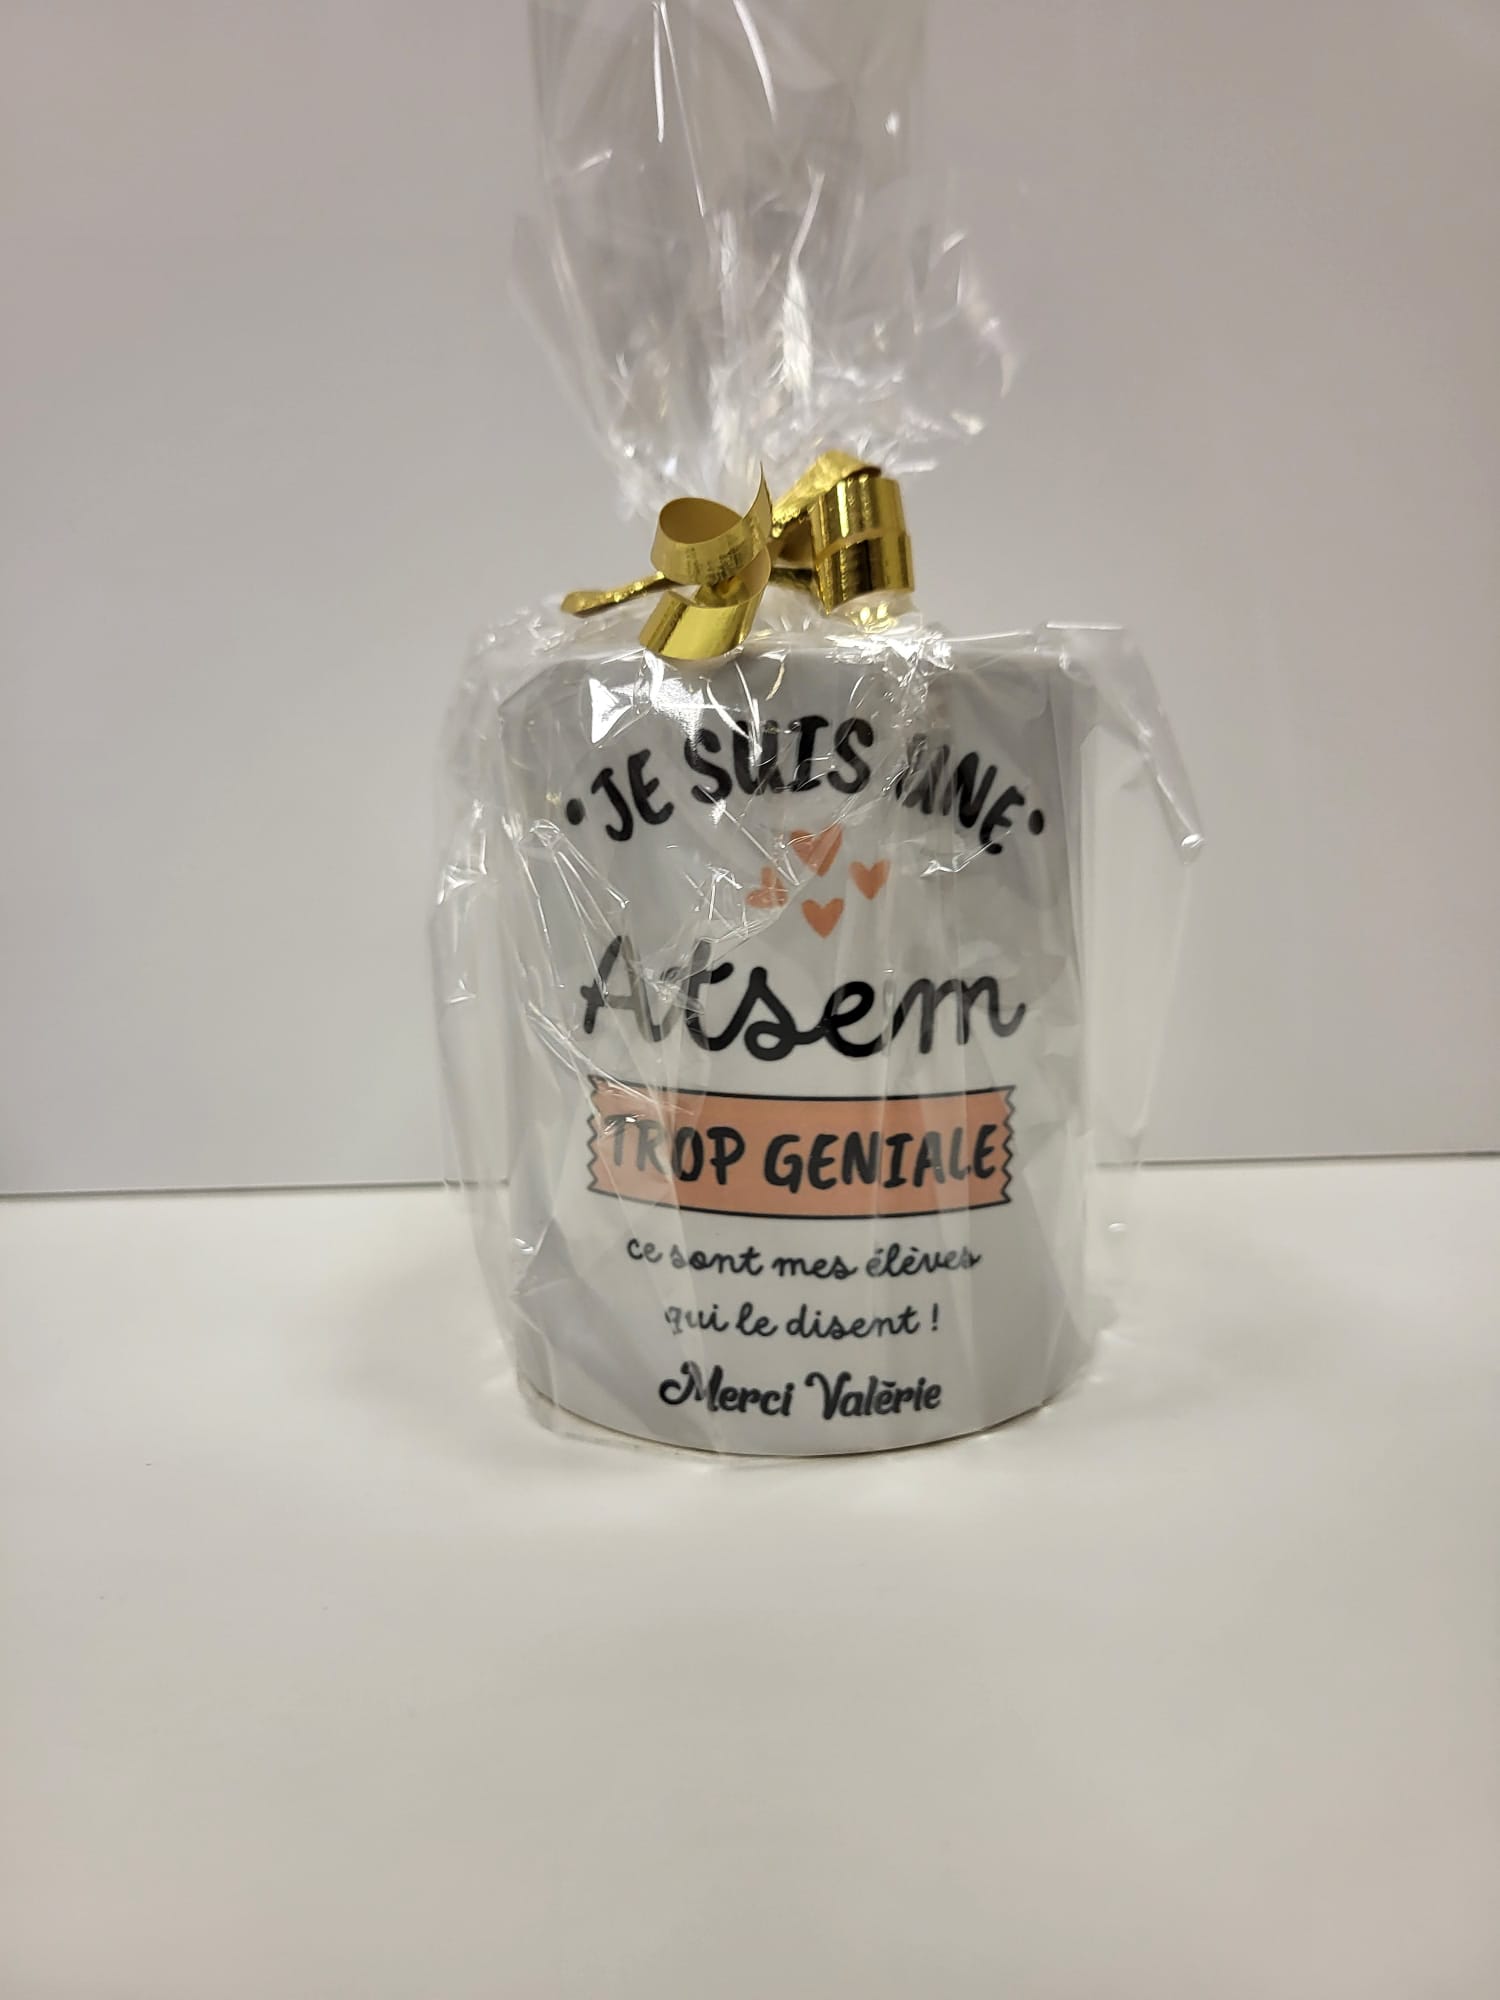 • JE SUIS UNE •
Atsem
TROP GENIALE
ce sont mes élèves
qui le disent !
Merci Valérie